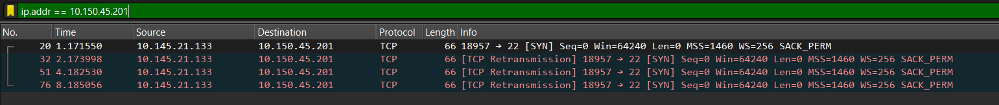 ip.addr == 10.150.45.201
No. Time Source Destination Protocol Length Info
20 1.171550 10.145.21.133 10.150.45.201 TCP 66 18957 → 22 [SYN] Seq=0 Win=64240 Len=0 MSS=1460 WS=256 SACK_PERM
32 2.173998 10.145.21.133 10.150.45.201 TCP 66 [TCP Retransmission] 18957 → 22 [SYN] Seq=0 Win=64240 Len=0 MSS=1460 WS=256 SACK_PERM
51 4.182530 10.145.21.133 10.150.45.201 TCP 66 [TCP Retransmission] 18957 → 22 [SYN] Seq=0 Win=64240 Len=0 MSS=1460 WS=256 SACK_PERM
76 8.185056 10.145.21.133 10.150.45.201 TCP 66 [TCP Retransmission] 18957 → 22 [SYN] Seq=0 Win=64240 Len=0 MSS=1460 WS=256 SACK_PERM